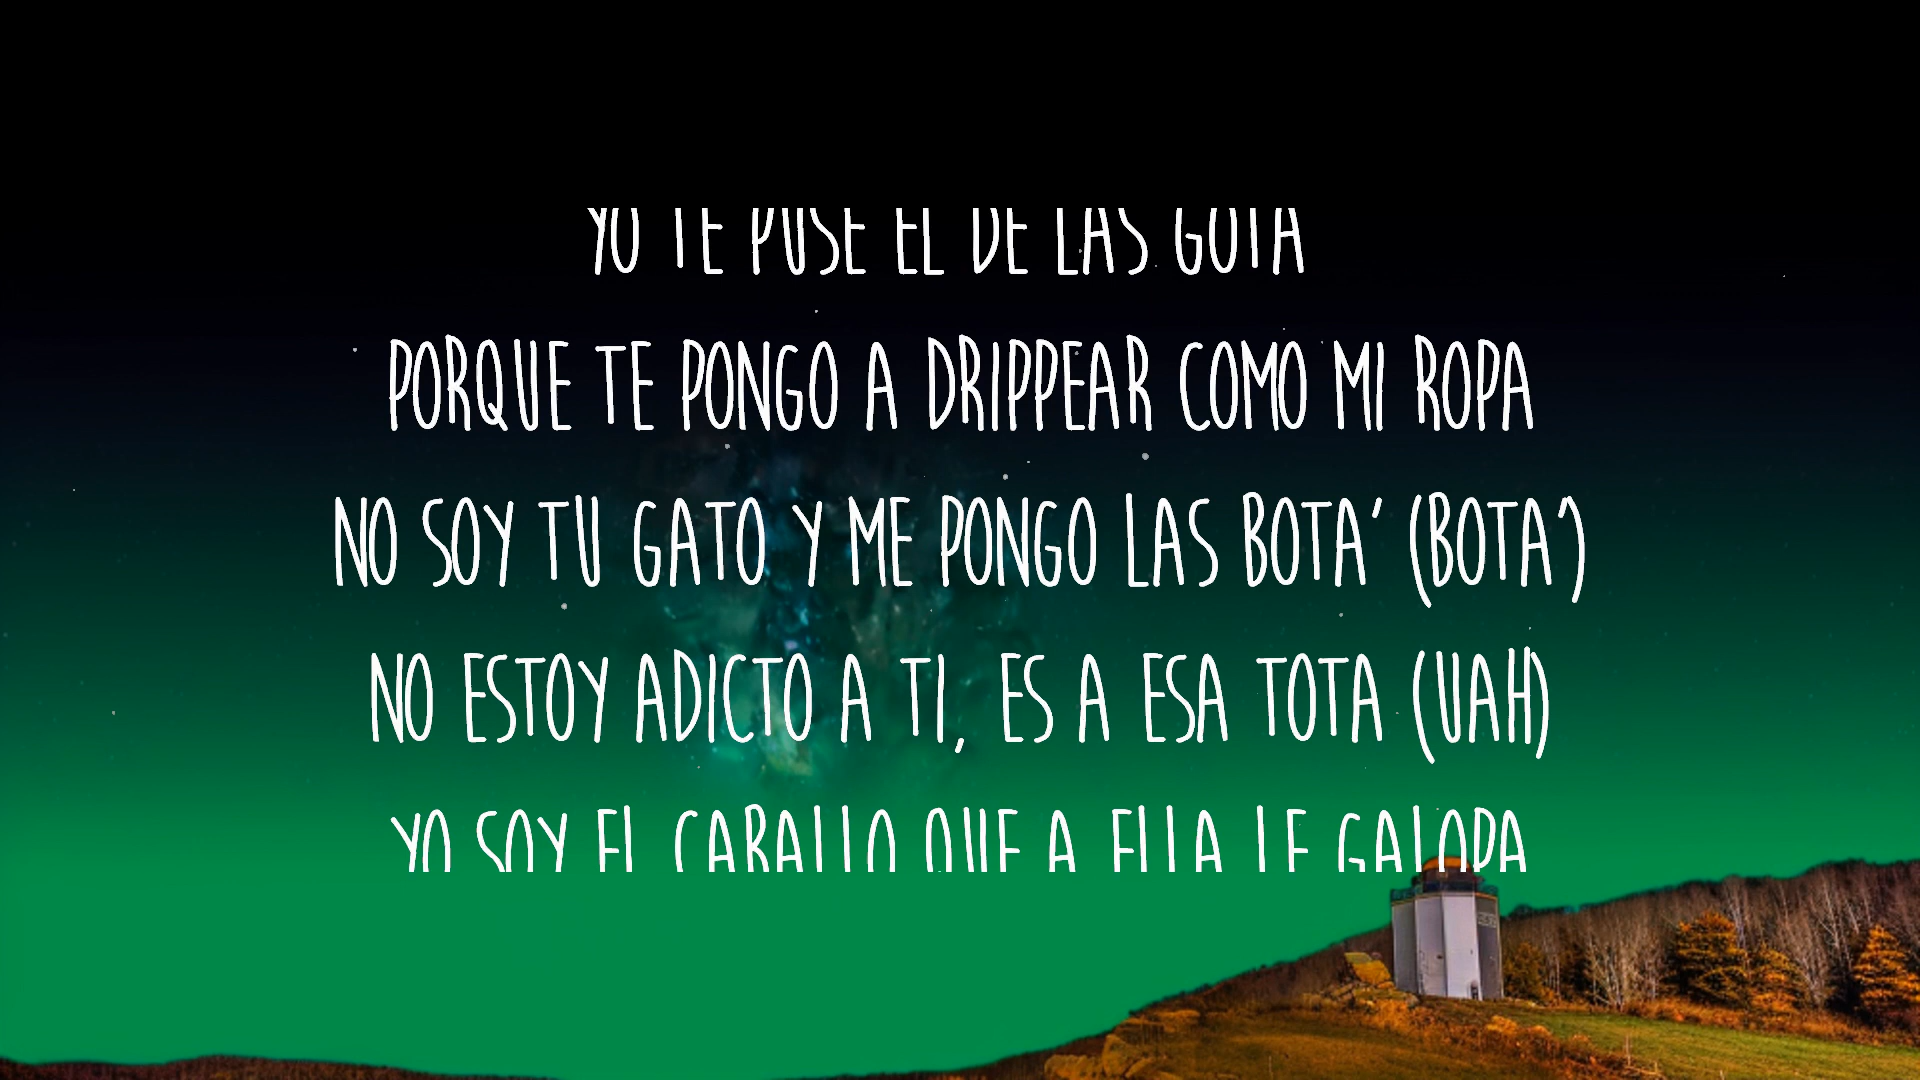 YO TE PUSE EL DE LAS GOTA
PORQUE TE PONGO A DRIPPEAR COMO MI ROPA
NO SOY TU GATO Y ME PONGO LAS BOTA' (BOTA')
NO ESTOY ADICTO A TI, ES A ESA TOTA (UAH)
YO SOY EL CABALLO QUE A ELLA LE GALOPA